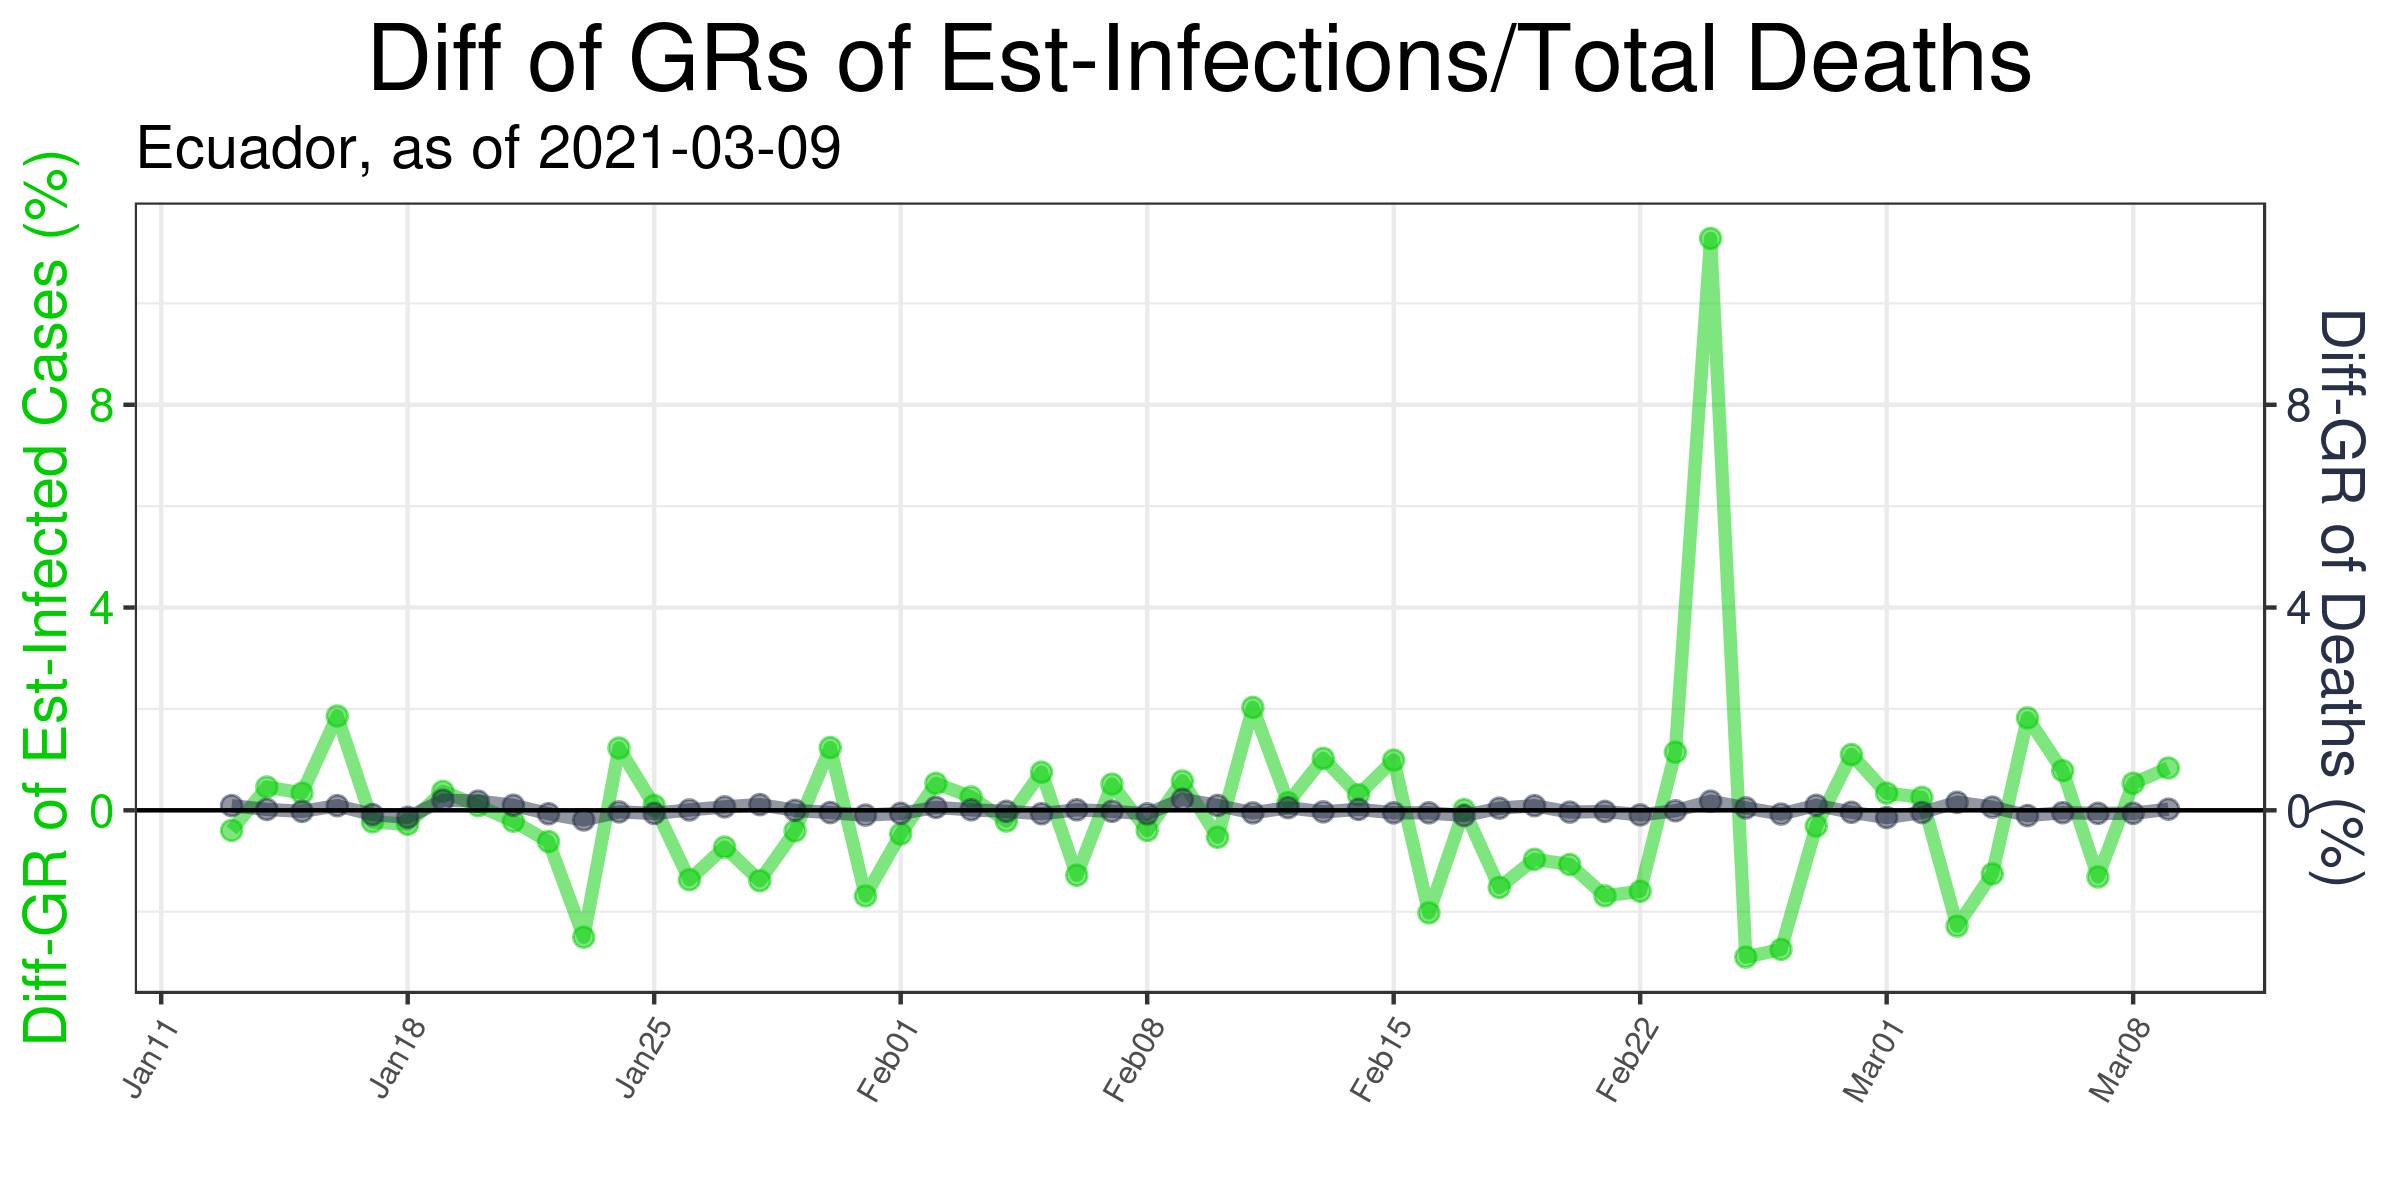 Diff of GRs of Est-Infections/Total Deaths
Ecuador, as of 2021-03-09
Diff-GR of Est-Infected Cases (%)
8
4
0
8
4
0
Diff-GR of Deaths (%)
Jan11
Jan18
Jan25
Feb01
Feb08
Feb15
Feb22
Mar01
Mar08